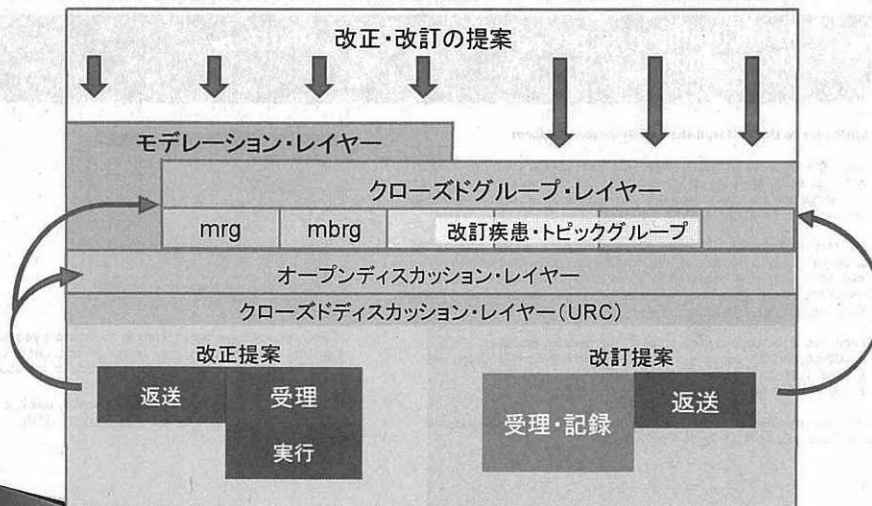 改正・改訂の提案
モデレーション・レイヤー
クローズドグループ・レイヤー
mrg
mbrg
改訂疾患・トピックグループ
オープンディスカッション・レイヤー
クローズドディスカッション・レイヤー(URC)
改正提案
改訂提案
返送
受理
実行
受理・記録
返送